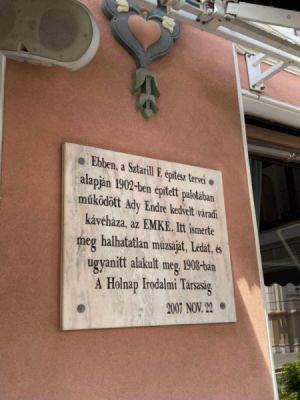 Ebben, a Sztarill F. építész tervei
alapján 1902-ben épített palotában
működött Ady Endre kedvelt váradi
kávéháza, az EMKE. Itt ismerte
meg halhatatlan múzsáját, Lédát, és
ugyanitt alakult meg, 1908-ban
A Holnap Irodalmi Társaság.
2007 NOV. 22